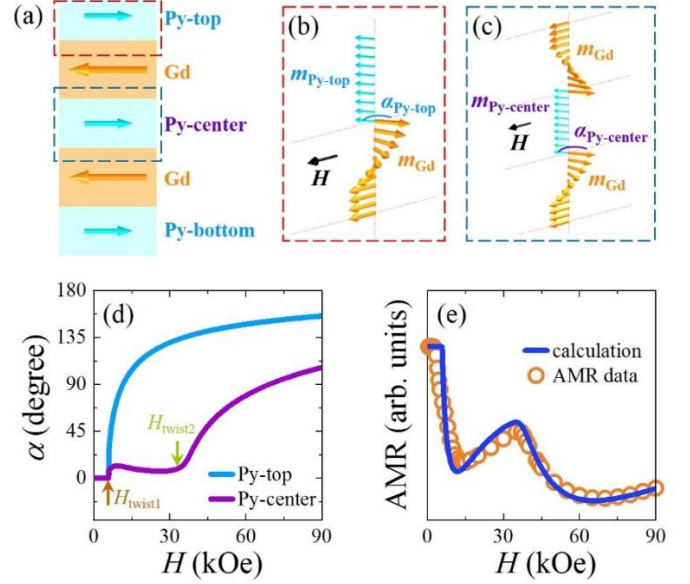 (a)
Py-top
Gd
Py-center
Gd
Py-bottom
(b)
mPy-top
αPy-top
H
mGd
(c)
mGd
mPy-center
αPy-center
H
mGd
(d)
180
135
90
45
0
α (degree)
Htwist2
Htwist1
Py-top
Py-center
0 30 60 90
H (kOe)
(e)
AMR (arb. units)
calculation
AMR data
0 30 60 90
H (kOe)